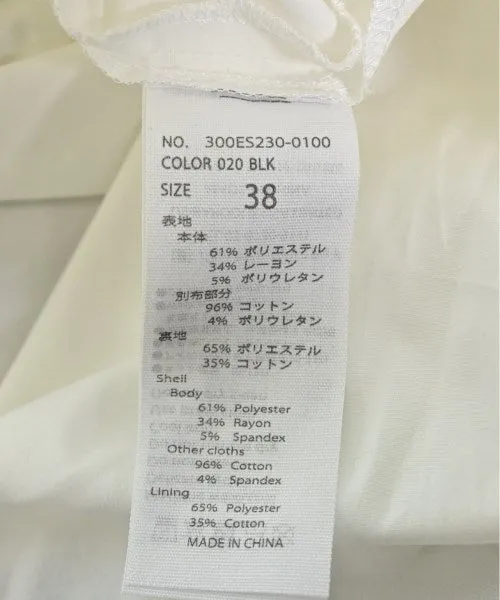 NO. 300ES230-0100
COLOR 020 BLK
SIZE 38
表地
本体
61% ポリエステル
34% レーヨン
5% ポリウレタン
別布部分
96% コットン
4% ポリウレタン
裏地
65% ポリエステル
35% コットン
Shell
Body
61% Polyester
34% Rayon
5% Spandex
Other cloths
96% Cotton
4% Spandex
Lining
65% Polyester
35% Cotton
MADE IN CHINA